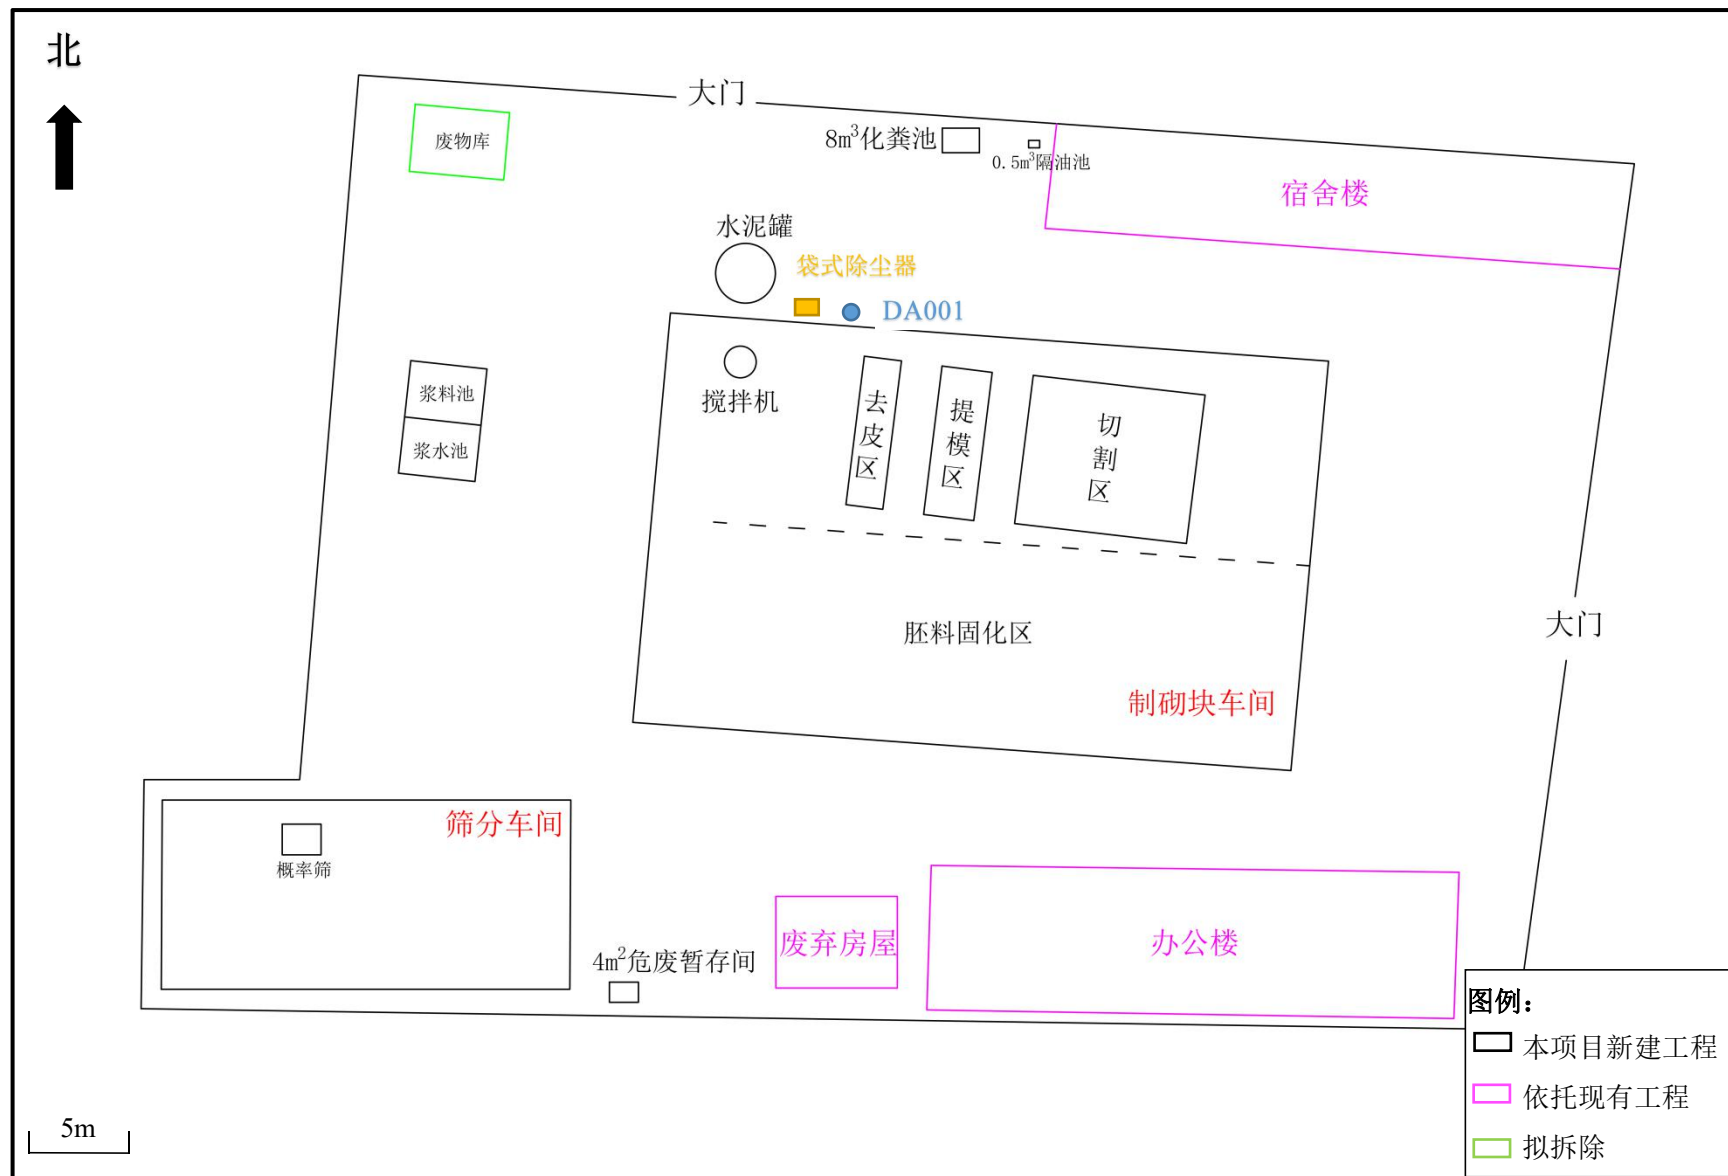 北
大门
废物库
8m³化粪池
0.5m³隔油池
宿舍楼
水泥罐
袋式除尘器
DA001
搅拌机
去皮区
提模区
切割区
浆料池
浆水池
大门
胚料固化区
制砌块车间
筛分车间
概率筛
4m²危废暂存间
废弃房屋
办公楼
图例：
本项目新建工程
依托现有工程
拟拆除
5m